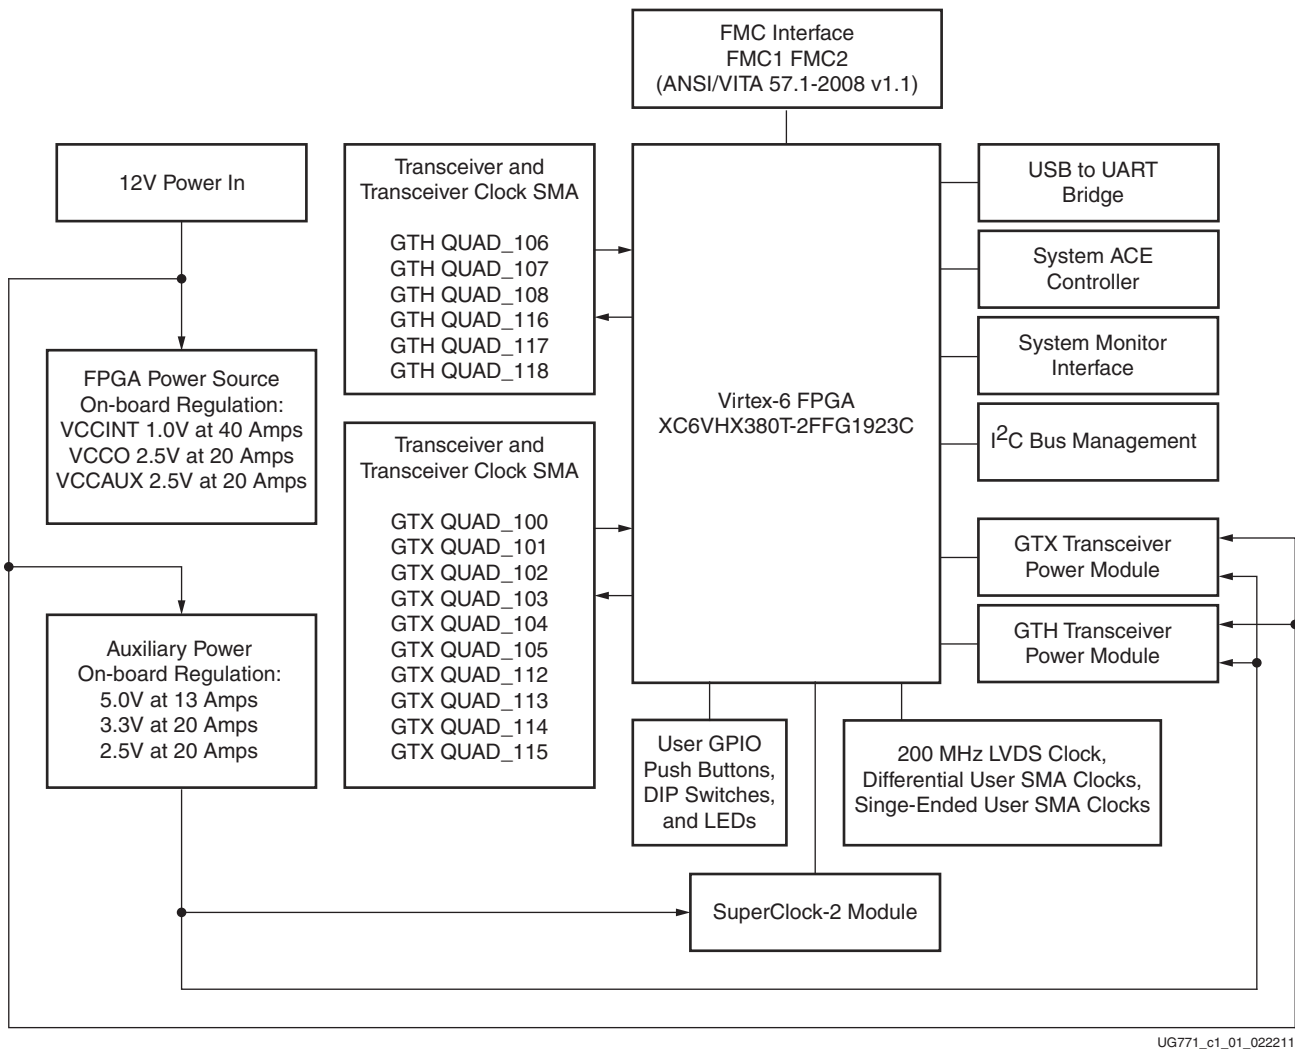 FMC Interface
FMC1 FMC2
(ANSI/VITA 57.1-2008 v1.1)
12V Power In
Transceiver and
Transceiver Clock SMA
GTH QUAD_106
GTH QUAD_107
GTH QUAD_108
GTH QUAD_116
GTH QUAD_117
GTH QUAD_118
USB to UART
Bridge
System ACE
Controller
System Monitor
Interface
I2C Bus Management
Virtex-6 FPGA
XC6VHX380T-2FFG1923C
FPGA Power Source
On-board Regulation:
VCCINT 1.0V at 40 Amps
VCCO 2.5V at 20 Amps
VCCAUX 2.5V at 20 Amps
Transceiver and
Transceiver Clock SMA
GTX QUAD_100
GTX QUAD_101
GTX QUAD_102
GTX QUAD_103
GTX QUAD_104
GTX QUAD_105
GTX QUAD_112
GTX QUAD_113
GTX QUAD_114
GTX QUAD_115
GTX Transceiver
Power Module
GTH Transceiver
Power Module
Auxiliary Power
On-board Regulation:
5.0V at 13 Amps
3.3V at 20 Amps
2.5V at 20 Amps
User GPIO
Push Buttons,
DIP Switches,
and LEDs
200 MHz LVDS Clock,
Differential User SMA Clocks,
Singe-Ended User SMA Clocks
SuperClock-2 Module
UG771_c1_01_022211